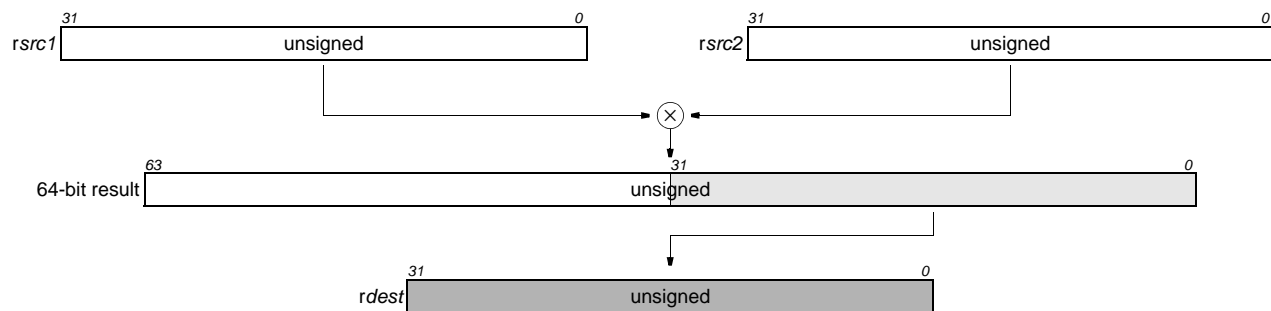 31 0 31 0
rsrc1 unsigned rsrc2 unsigned
×
63 31 0
64-bit result unsigned
31 0
rdest unsigned